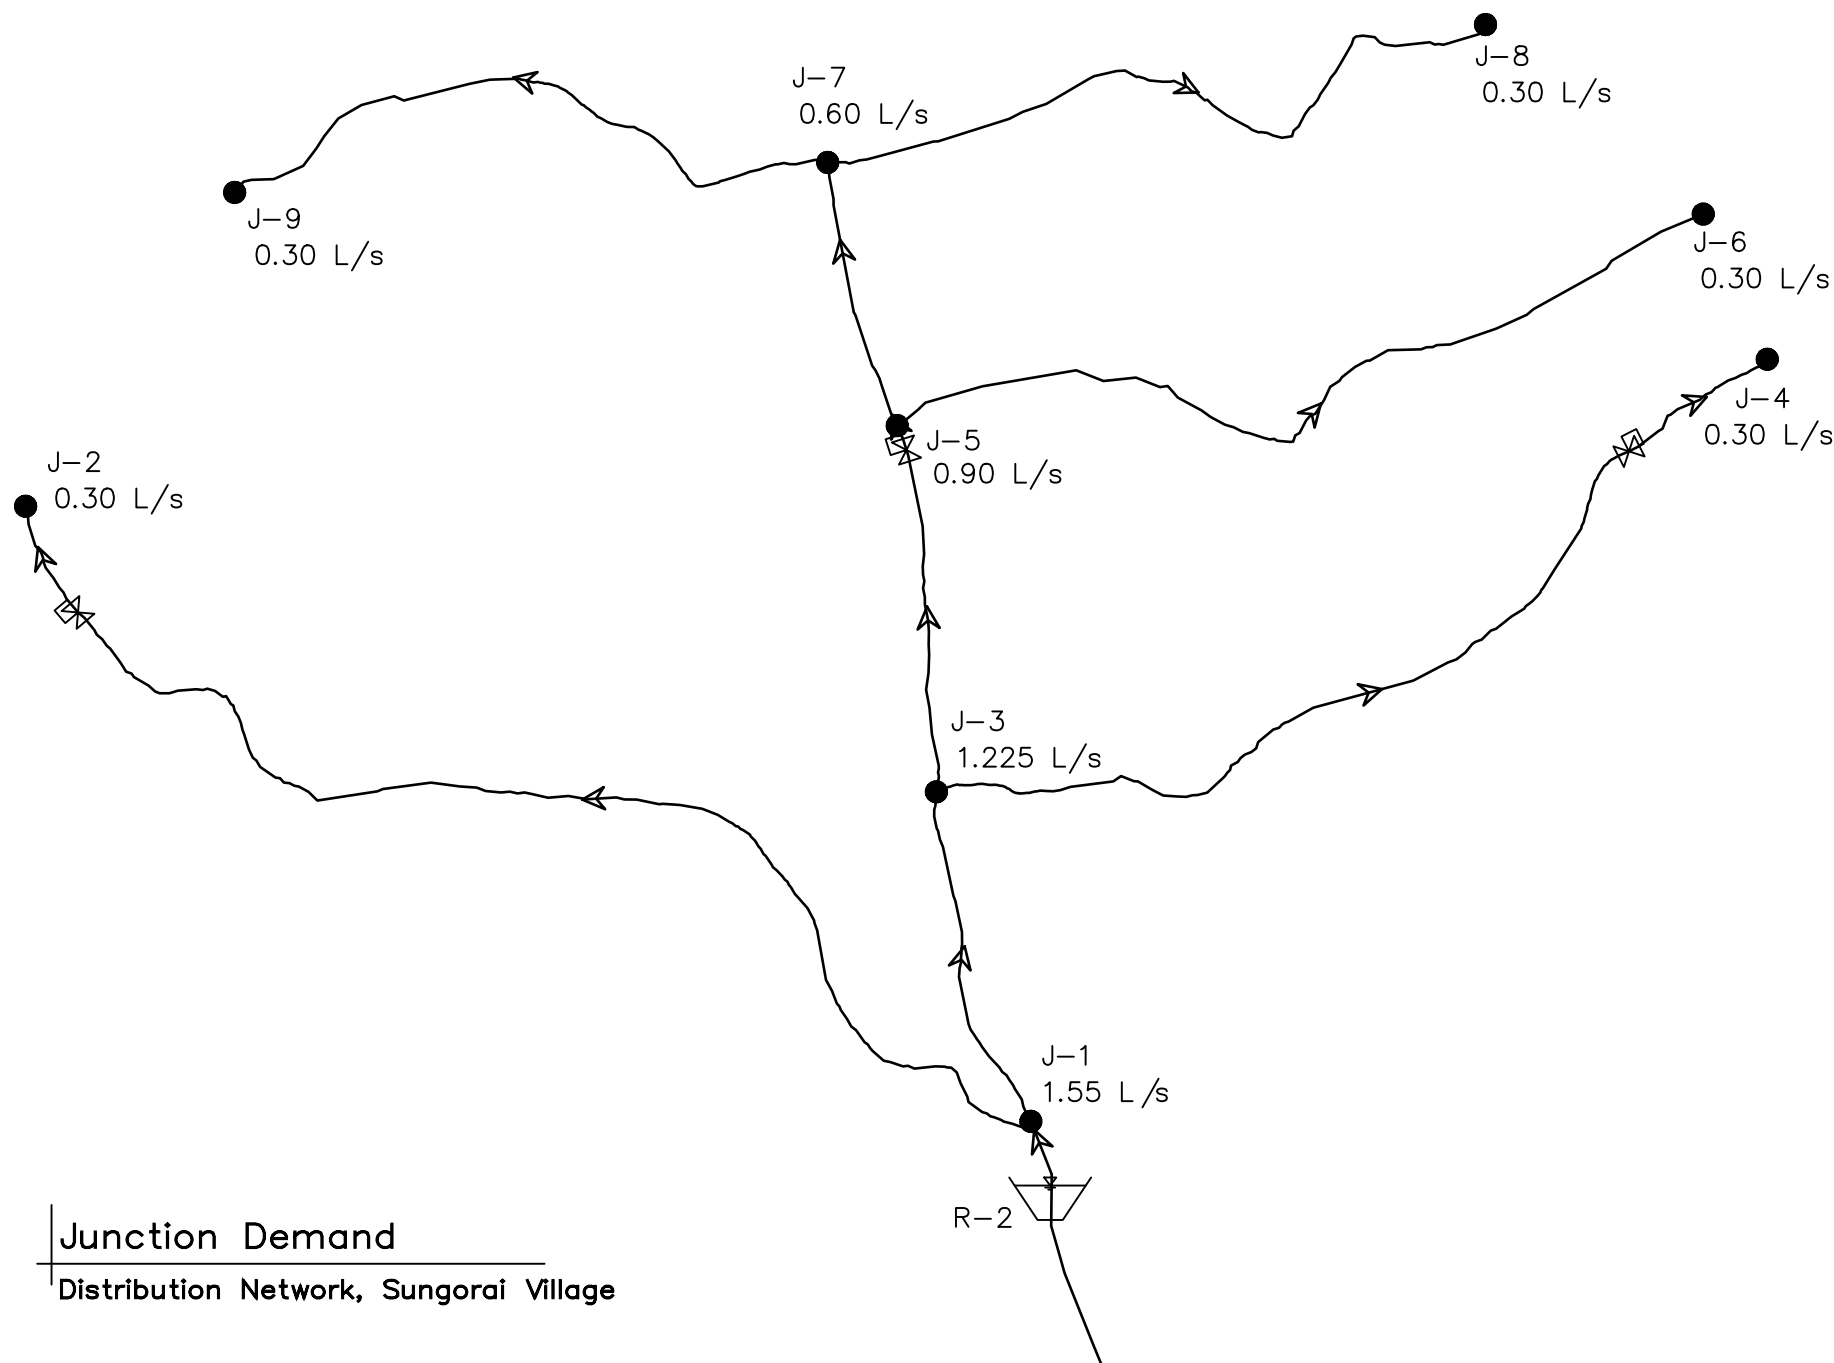 J-8
0.30 L/s
J-7
0.60 L/s
J-9
0.30 L/s
J-6
0.30 L/s
J-4
0.30 L/s
J-5
0.90 L/s
J-2
0.30 L/s
J-3
1.225 L/s
J-1
1.55 L/s
R-2
Junction Demand
Distribution Network, Sungorai Village